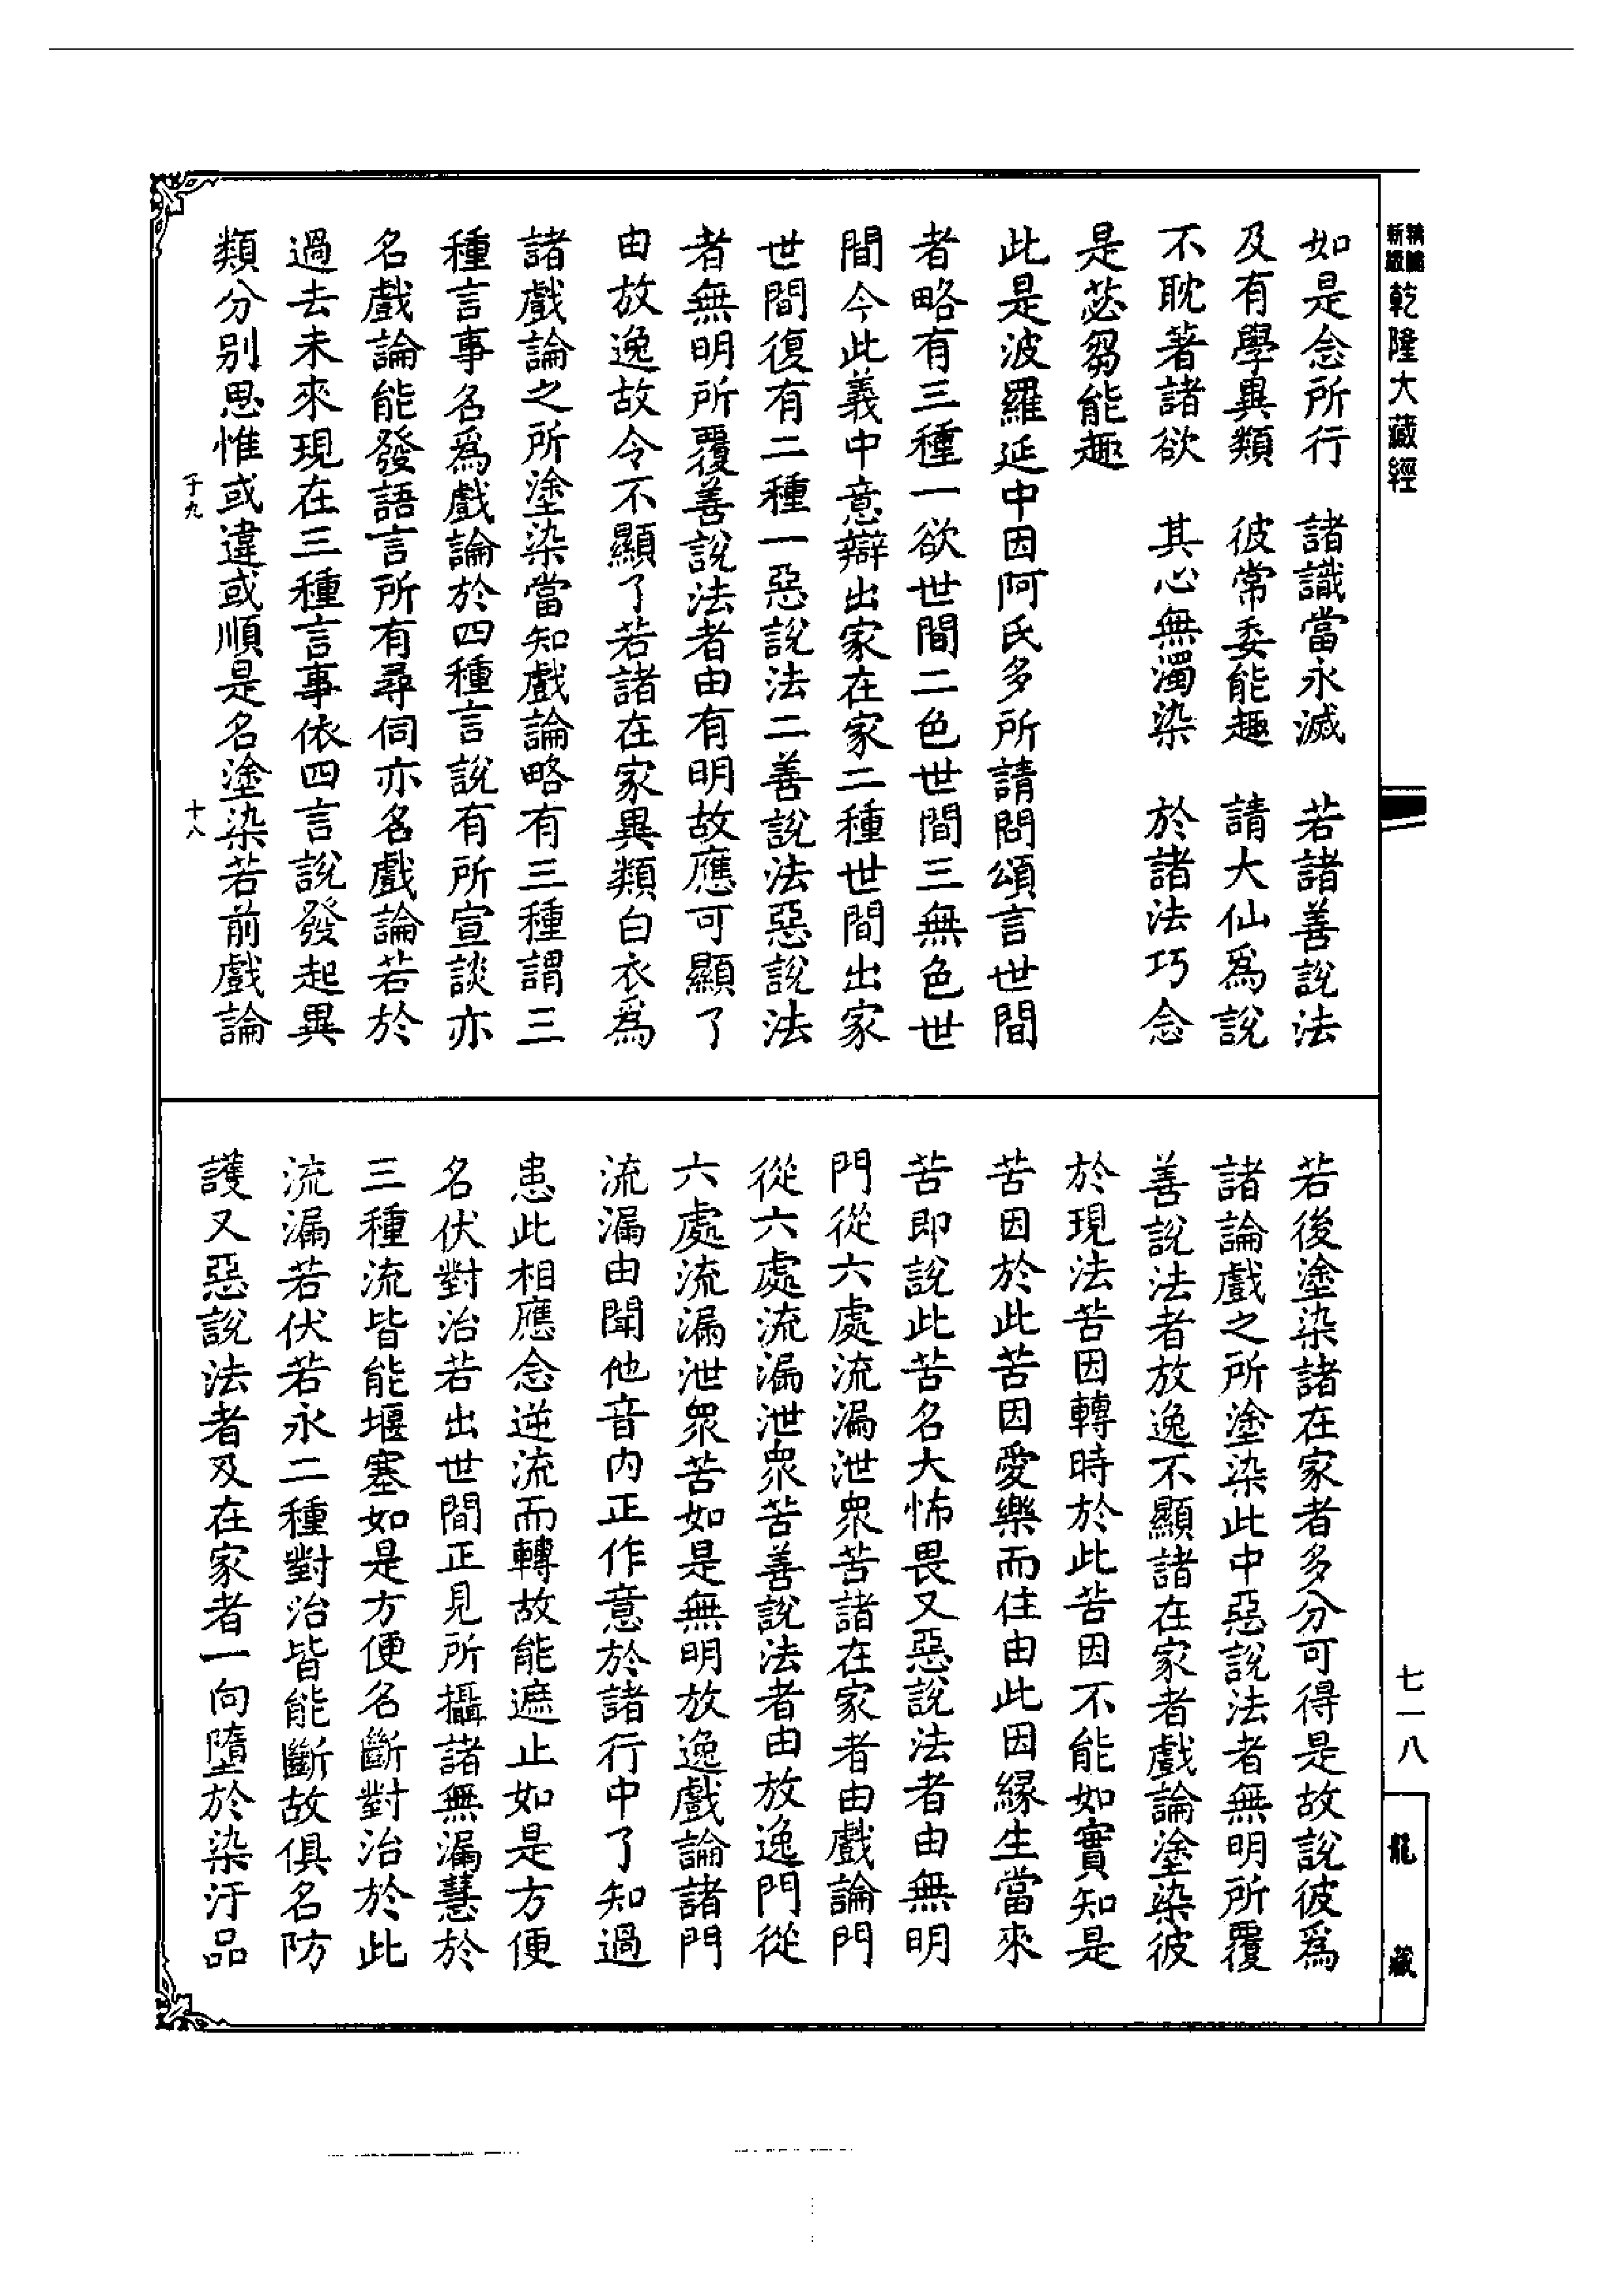 乾隆大藏經
如是念所行　諸識當永滅　若諸善說法
及有學異類　彼常委能趣　請大仙爲說
不耽著諸欲　其心無濁染　於諸法巧念
是苾芻能趣
此是波羅延中因阿氏多所請問頌言世間
者略有三種一欲世間二色世間三無色世
間今此義中意辯出家在家二種世間出家
世間復有二種一惡說法二善說法惡說法
者無明所覆善說法者由有明故應可顯了
由放逸故令不顯了若諸在家異類白衣爲
諸戲論之所塗染當知戲論略有三種謂三
種言事名爲戲論於四種言說有所宣談亦
名戲論能發語言所有尋伺亦名戲論若於
過去未來現在三種言事依四言說發起異
類分別思惟或違或順是名塗染若前戲論
十八
若後塗染諸在家者多分可得是故說彼爲
諸論戲之所塗染此中惡說法者無明所覆
善說法者放逸不顯諸在家者戲論塗染彼
於現法苦因轉時於此苦因不能如實知是
苦因於此苦因愛樂而住由此因緣生當來
苦即說此苦名大怖畏又惡說法者由無明
門從六處流漏泄衆苦諸在家者由戲論門
從六處流漏泄衆苦善說法者由放逸門從
六處流漏泄衆苦如是無明放逸戲論諸門
流漏由聞他音內正作意於諸行中了知過
患此相應念逆流而轉故能遮止如是方便
名伏對治若出世間正見所攝諸無漏慧於
三種流皆能堰塞如是方便名斷對治於此
流漏若伏若永二種對治皆能斷故俱名防
護又惡說法者及在家者一向墮於染汙品
七一八
龍藏